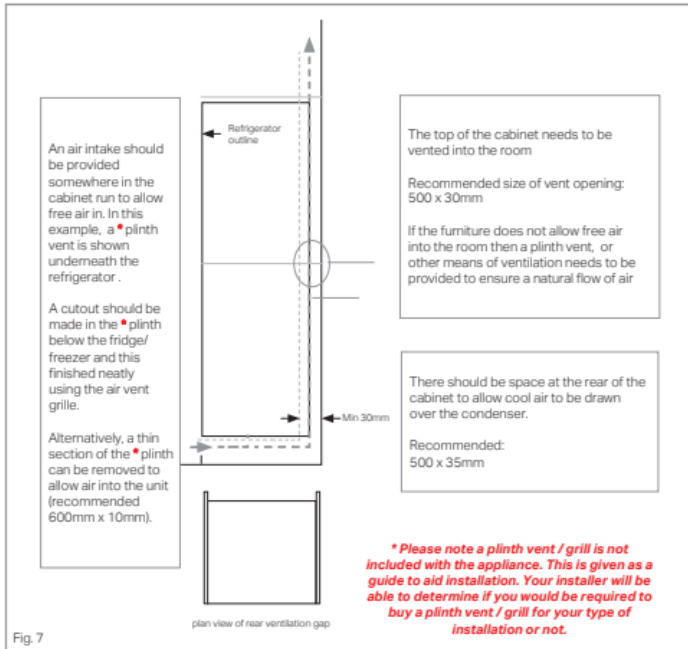 An air intake should
be provided
somewhere in the
cabinet run to allow
free air in. In this
example, a * plinth
vent is shown
underneath the
refrigerator .
A cutout should be
made in the * plinth
below the fridge/
freezer and this
finished neatly
using the air vent
grille.
Alternatively, a thin
section of the * plinth
can be removed to
allow air into the unit
(recommended
600mm x 10mm).
Refrigerator
outline
Min 30mm
plan view of rear ventilation gap
The top of the cabinet needs to be
vented into the room
Recommended size of vent opening:
500 x 30mm
If the furniture does not allow free air
into the room then a plinth vent, or
other means of ventilation needs to be
provided to ensure a natural flow of air
There should be space at the rear of the
cabinet to allow cool air to be drawn
over the condenser.
Recommended:
500 x 35mm
* Please note a plinth vent / grill is not
included with the appliance. This is given as a
guide to aid installation. Your installer will be
able to determine if you would be required to
buy a plinth vent / grill for your type of
installation or not.
Fig. 7